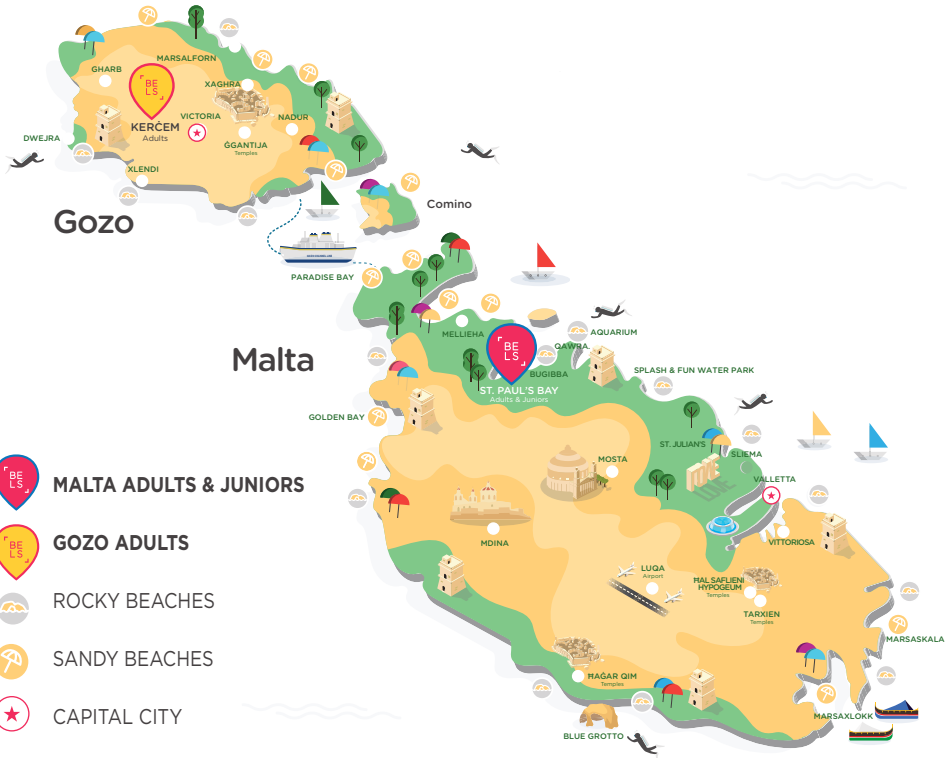 MARSALFORN
GHARB
XAGHRA
BE
LS
VICTORIA
NADUR
KERĊEM
Adults
ĠGANTIJA
Temples
DWEJRA
XLENDI
Gozo
Comino
PARADISE BAY
MELLIEHA
AQUARIUM
QAWRA
BE
LS
BUGIBBA
Malta
SPLASH & FUN WATER PARK
ST. PAUL'S BAY
Adults & Juniors
GOLDEN BAY
ST. JULIAN'S
SLIEMA
MOSTA
LOVE
VALLETTA
BE
LS
MALTA ADULTS & JUNIORS
MDINA
VITTORIOSA
BE
LS
GOZO ADULTS
LUQA
Airport
ĦAL SAFLIENI
HYPOGEUM
Temples
TARXIEN
Temples
ROCKY BEACHES
MARSASKALA
SANDY BEACHES
ĦAĠAR QIM
Temples
CAPITAL CITY
MARSAXLOKK
BLUE GROTTO